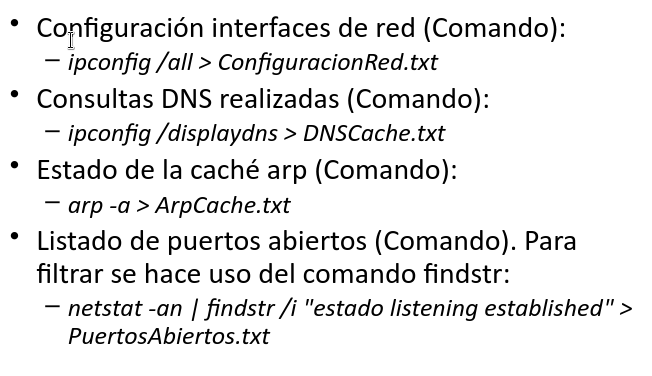 • Configuración interfaces de red (Comando):
– ipconfig /all > ConfiguracionRed.txt
• Consultas DNS realizadas (Comando):
– ipconfig /displaydns > DNSCache.txt
• Estado de la caché arp (Comando):
– arp -a > ArpCache.txt
• Listado de puertos abiertos (Comando). Para
filtrar se hace uso del comando findstr:
– netstat -an | findstr /i "estado listening established" >
PuertosAbiertos.txt